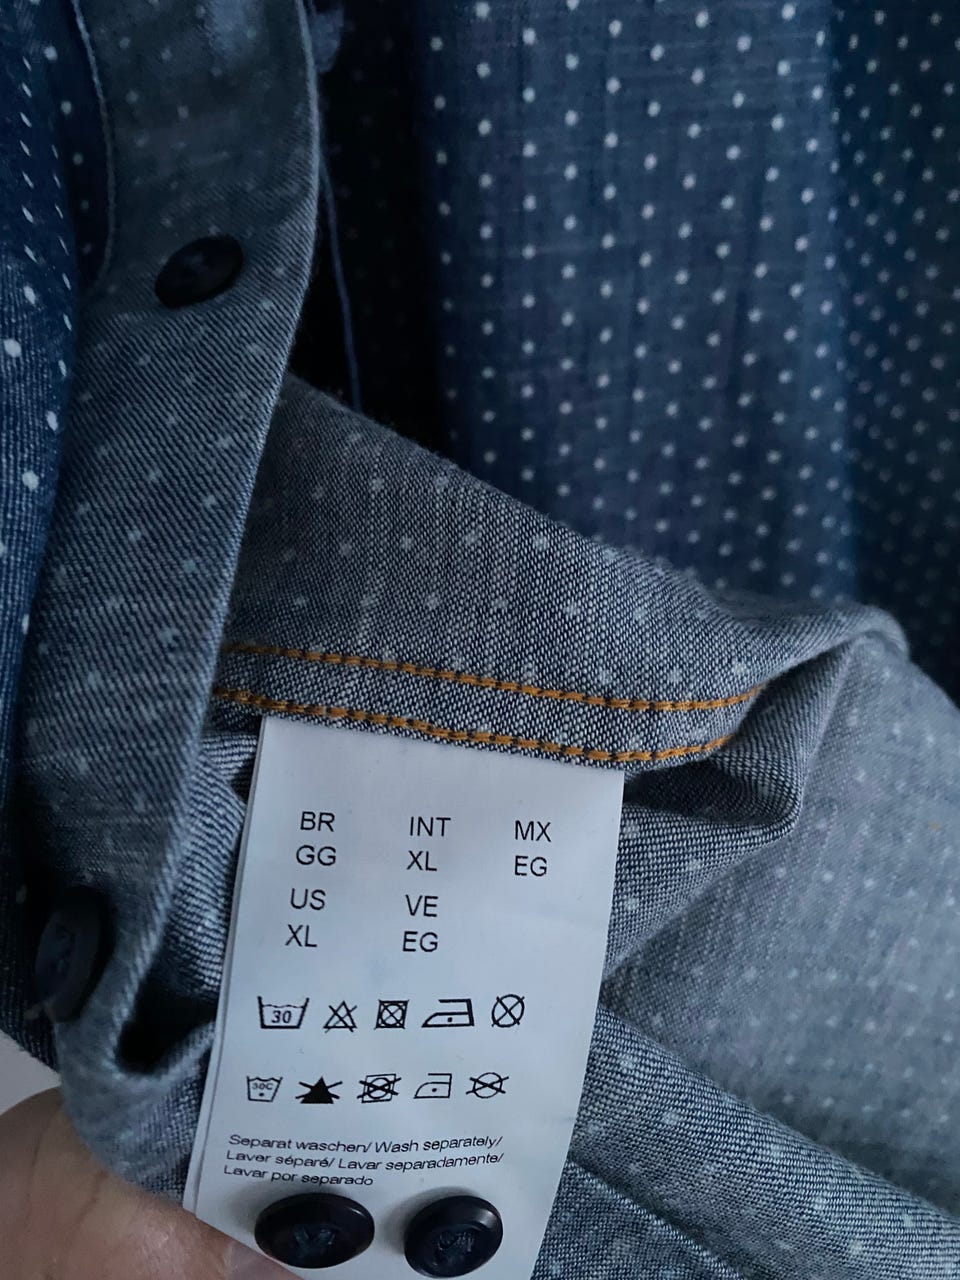 BR INT MX
GG XL EG
US VE
XL EG
30
30C
Separat waschen/ Wash separately/
Laver séparé/ Lavar separadamente/
Lavar por separado